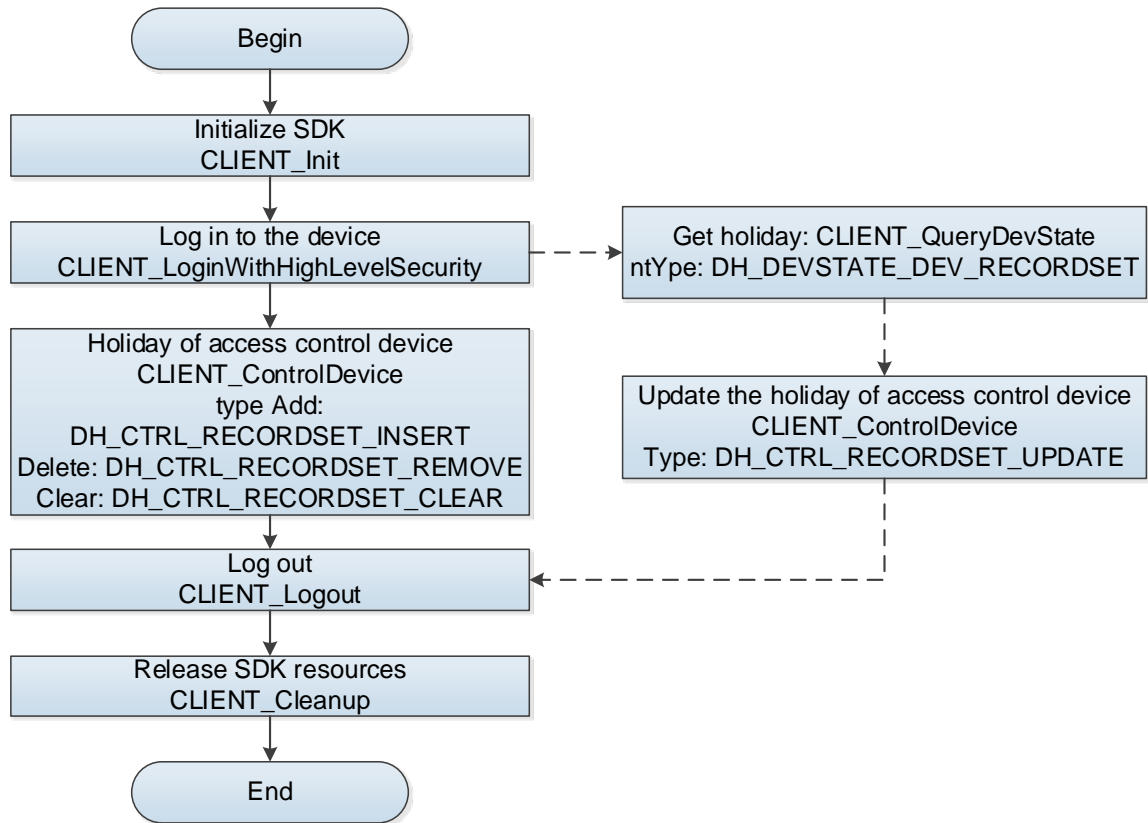 Begin
Initialize SDK
CLIENT_Init
Log in to the device
CLIENT_LoginWithHighLevelSecurity
Get holiday: CLIENT_QueryDevState
ntYpe: DH_DEVSTATE_DEV_RECORDSET
Holiday of access control device
CLIENT_ControlDevice
type Add:
DH_CTRL_RECORDSET_INSERT
Delete: DH_CTRL_RECORDSET_REMOVE
Clear: DH_CTRL_RECORDSET_CLEAR
Update the holiday of access control device
CLIENT_ControlDevice
Type: DH_CTRL_RECORDSET_UPDATE
Log out
CLIENT_Logout
Release SDK resources
CLIENT_Cleanup
End